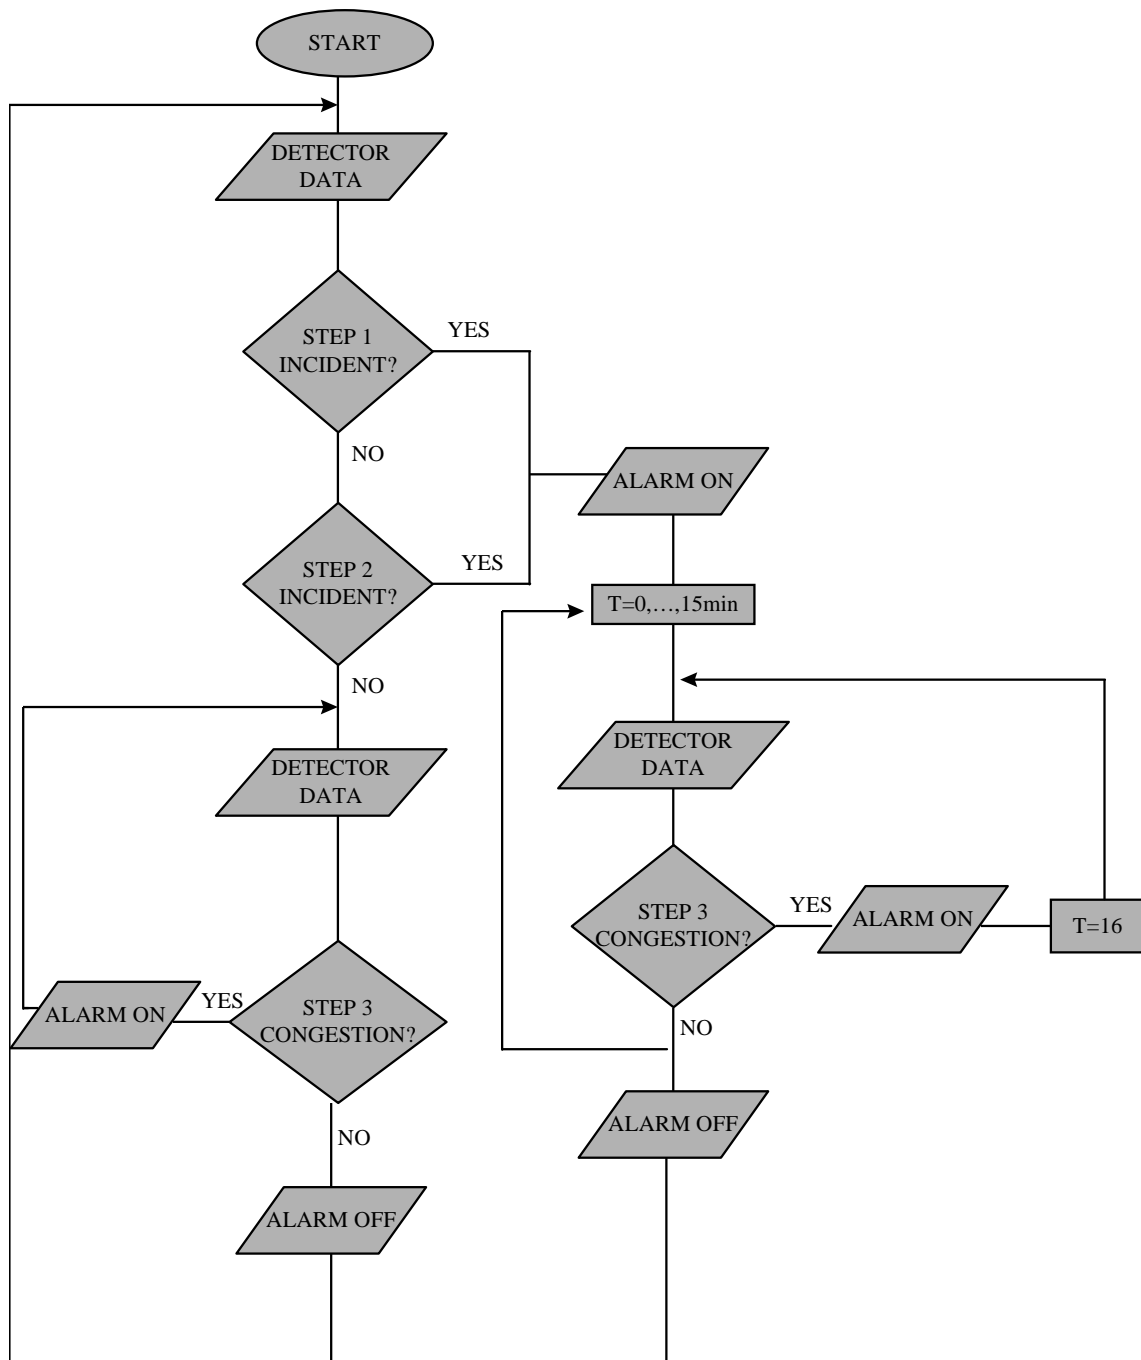 START
DETECTOR
DATA
STEP 1
INCIDENT?
YES
NO
ALARM ON
STEP 2
INCIDENT?
YES
T=0,...,15min
NO
DETECTOR
DATA
DETECTOR
DATA
STEP 3
CONGESTION?
YES
ALARM ON
T=16
NO
ALARM ON
YES
STEP 3
CONGESTION?
ALARM OFF
NO
ALARM OFF